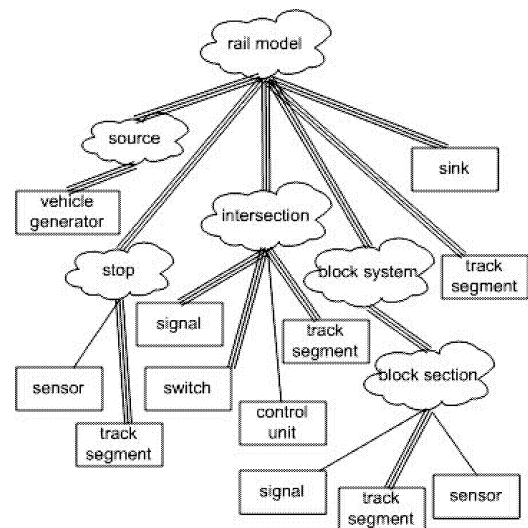 rail model
source
vehicle
generator
sink
intersection
stop
block system
track
segment
signal
track
segment
sensor
switch
block section
control
unit
track
segment
signal
track
segment
sensor